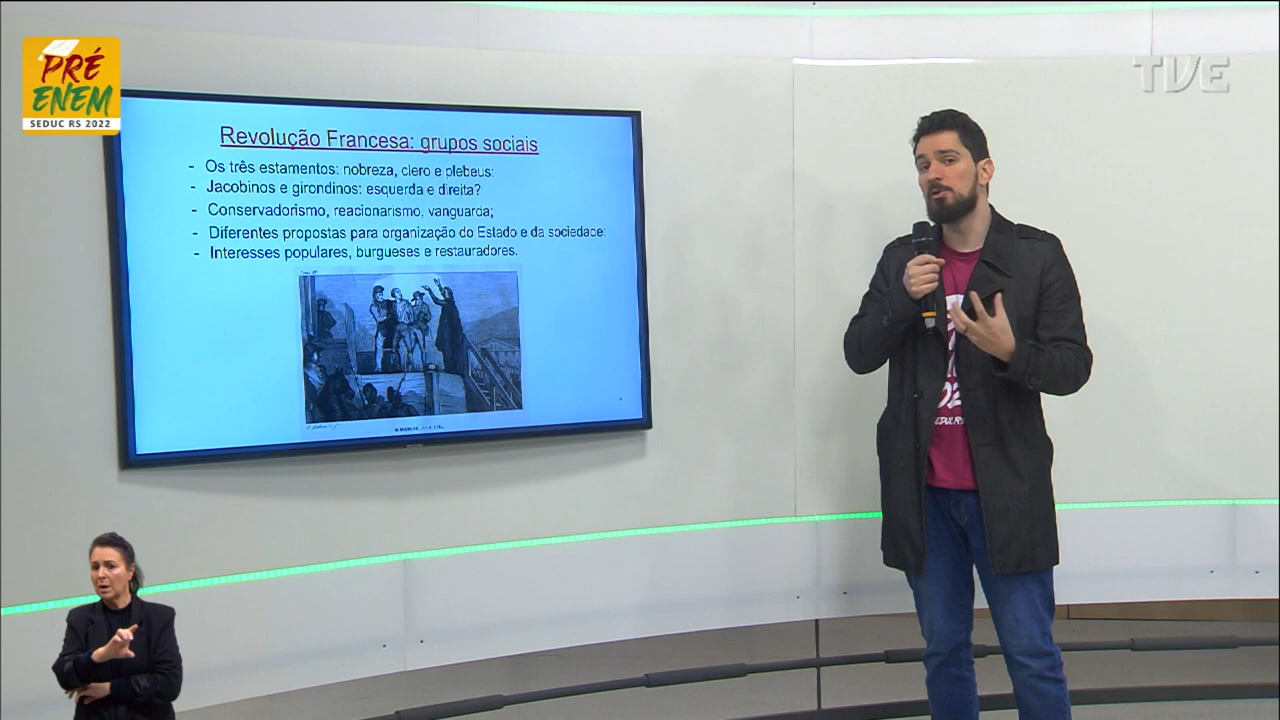 PRÉ
ENEM
SEDUC RS 2022
TVE
Revolução Francesa: grupos sociais
- Os três estamentos: nobreza, clero e plebeus;
- Jacobinos e girondinos: esquerda e direita?
- Conservadorismo, reacionarismo, vanguarda;
- Diferentes propostas para organização do Estado e da sociedade;
- Interesses populares, burgueses e restauradores.